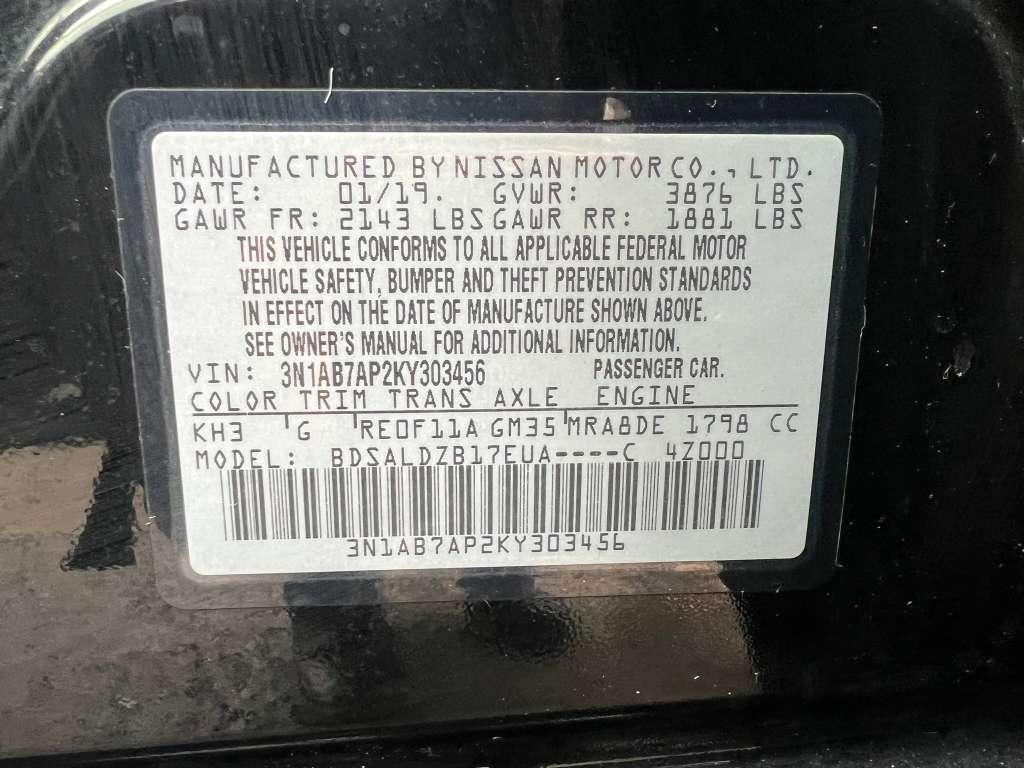 MANUFACTURED BY NISSAN MOTOR CO., LTD.
DATE: 01/19. GVWR: 3876 LBS
GAWR FR: 2143 LBS GAWR RR: 1881 LBS
THIS VEHICLE CONFORMS TO ALL APPLICABLE FEDERAL MOTOR
VEHICLE SAFETY, BUMPER AND THEFT PREVENTION STANDARDS
IN EFFECT ON THE DATE OF MANUFACTURE SHOWN ABOVE.
SEE OWNER'S MANUAL FOR ADDITIONAL INFORMATION.
VIN: 3N1AB7AP2KY303456 PASSENGER CAR.
COLOR TRIM TRANS AXLE ENGINE
KH3 G RE0F11A GM35 MRA8DE 1798 CC
MODEL: BDSALDZB17EUA----C 4Z000
3N1AB7AP2KY303456